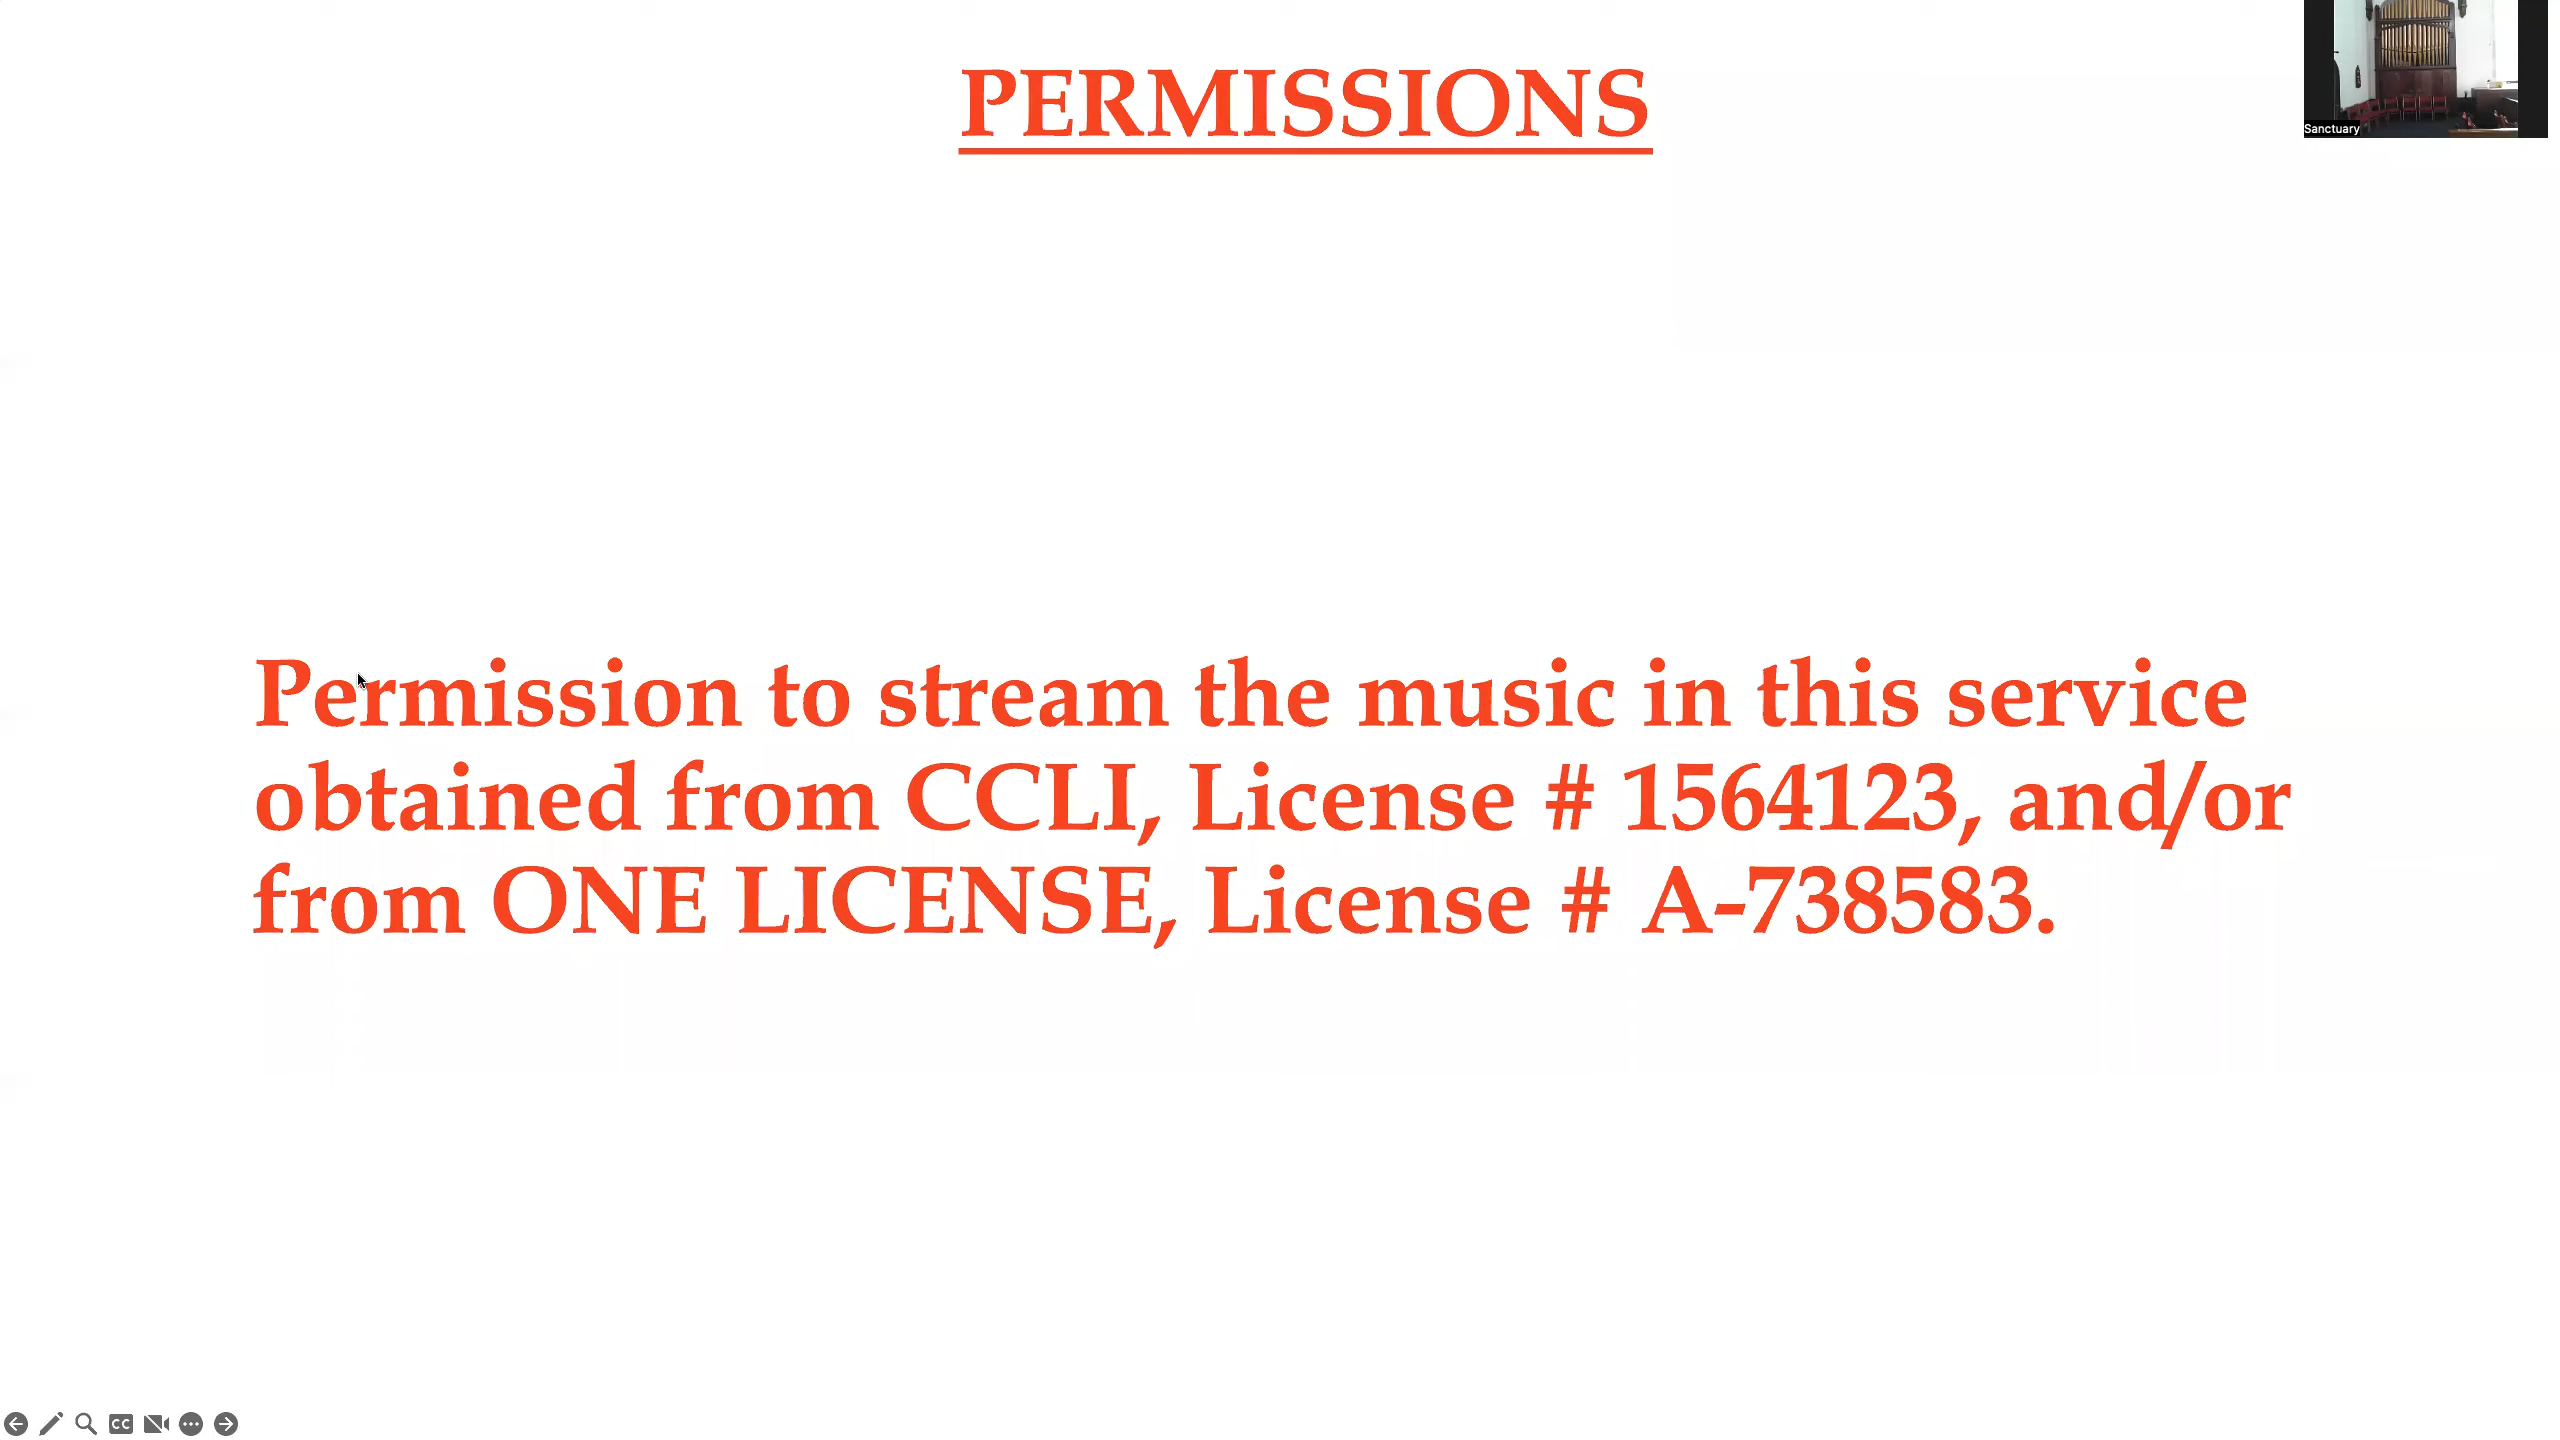 PERMISSIONS
Sanctuary
Permission to stream the music in this service
obtained from CCLI, License # 1564123, and/or
from ONE LICENSE, License # A-738583.
CC